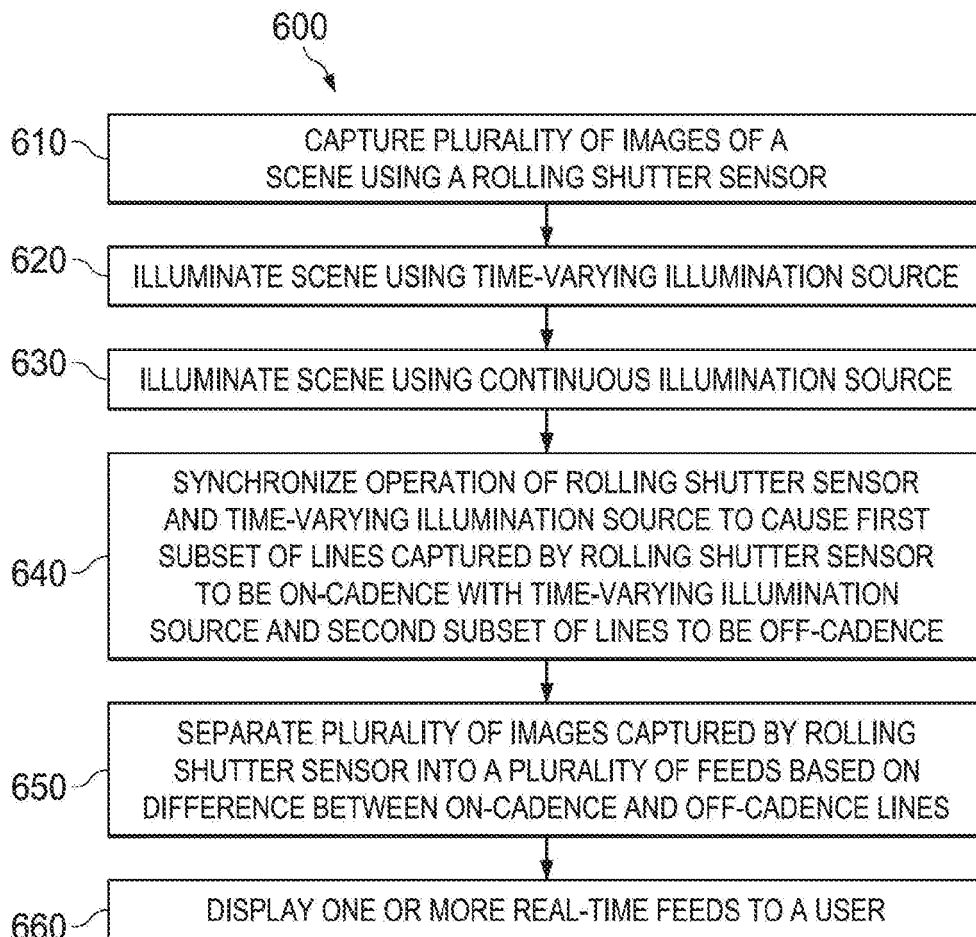 600
610
CAPTURE PLURALITY OF IMAGES OF A
SCENE USING A ROLLING SHUTTER SENSOR
620
ILLUMINATE SCENE USING TIME-VARYING ILLUMINATION SOURCE
630
ILLUMINATE SCENE USING CONTINUOUS ILLUMINATION SOURCE
640
SYNCHRONIZE OPERATION OF ROLLING SHUTTER SENSOR
AND TIME-VARYING ILLUMINATION SOURCE TO CAUSE FIRST
SUBSET OF LINES CAPTURED BY ROLLING SHUTTER SENSOR
TO BE ON-CADENCE WITH TIME-VARYING ILLUMINATION
SOURCE AND SECOND SUBSET OF LINES TO BE OFF-CADENCE
650
SEPARATE PLURALITY OF IMAGES CAPTURED BY ROLLING
SHUTTER SENSOR INTO A PLURALITY OF FEEDS BASED ON
DIFFERENCE BETWEEN ON-CADENCE AND OFF-CADENCE LINES
660
DISPLAY ONE OR MORE REAL-TIME FEEDS TO A USER